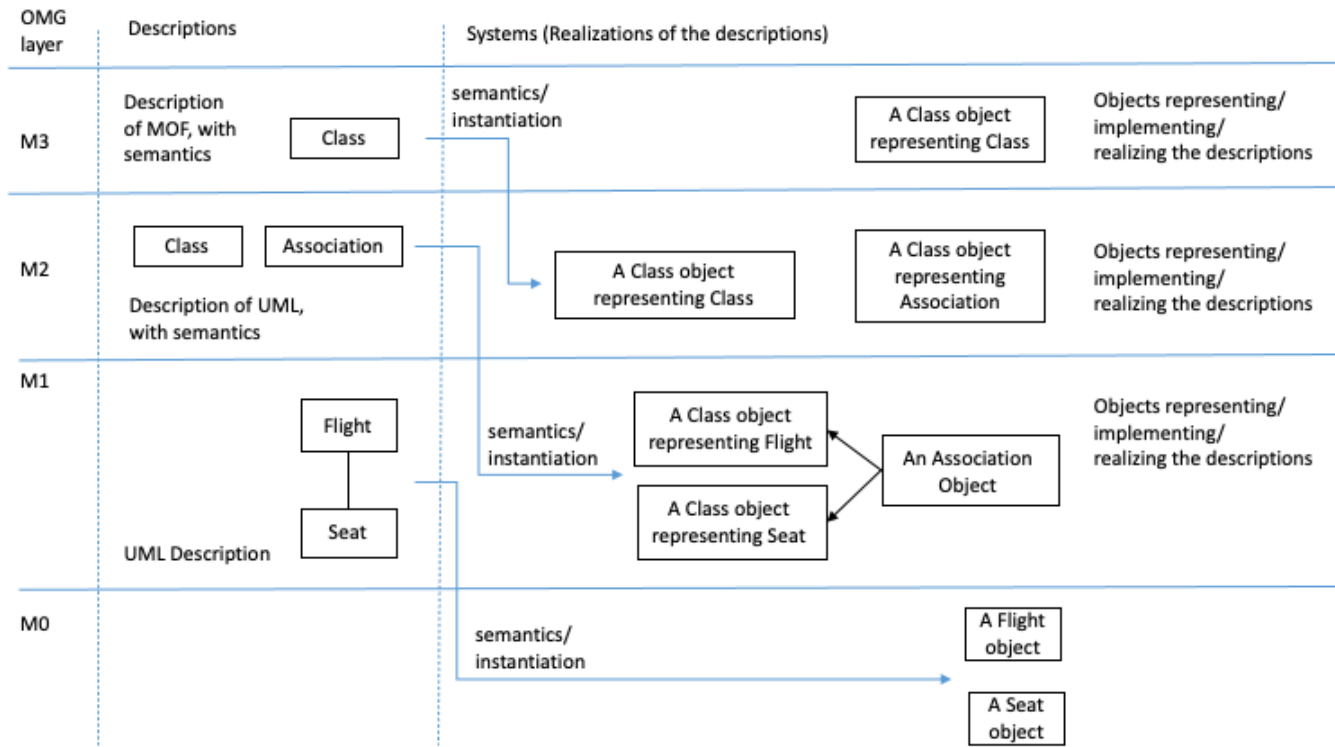 OMG
layer
Descriptions
Systems (Realizations of the descriptions)
M3
Description
of MOF, with
semantics
Class
semantics/
instantiation
A Class object
representing Class
Objects representing/
implementing/
realizing the descriptions
M2
Class
Association
Description of UML,
with semantics
A Class object
representing Class
A Class object
representing
Association
Objects representing/
implementing/
realizing the descriptions
M1
Flight
Seat
UML Description
semantics/
instantiation
A Class object
representing Flight
A Class object
representing Seat
An Association
Object
Objects representing/
implementing/
realizing the descriptions
M0
semantics/
instantiation
A Flight
object
A Seat
object